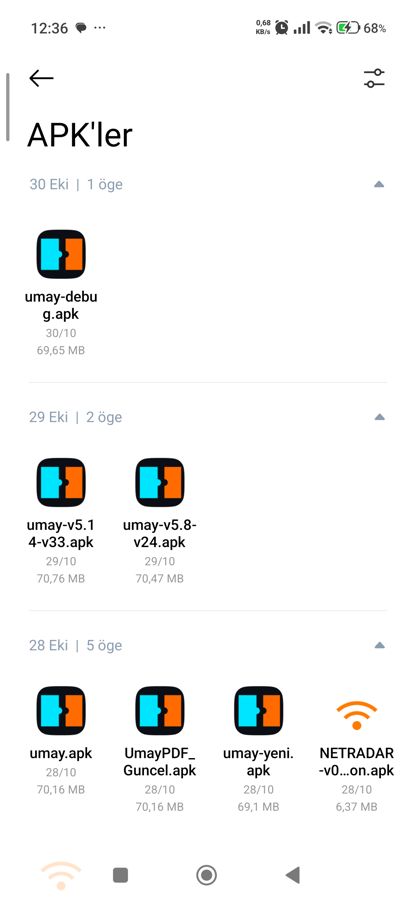 12:36 ... 0,68 KB/s 68%
APK'ler
30 Eki | 1 öge
umay-debu
g.apk
30/10
69,65 MB
29 Eki | 2 öge
umay-v5.1 umay-v5.8-
4-v33.apk v24.apk
29/10 29/10
70,76 MB 70,47 MB
28 Eki | 5 öge
umay.apk UmayPDF_ umay-yeni. NETRADAR
Guncel.apk apk -v0...on.apk
28/10 28/10 28/10 28/10
70,16 MB 70,16 MB 69,1 MB 6,37 MB